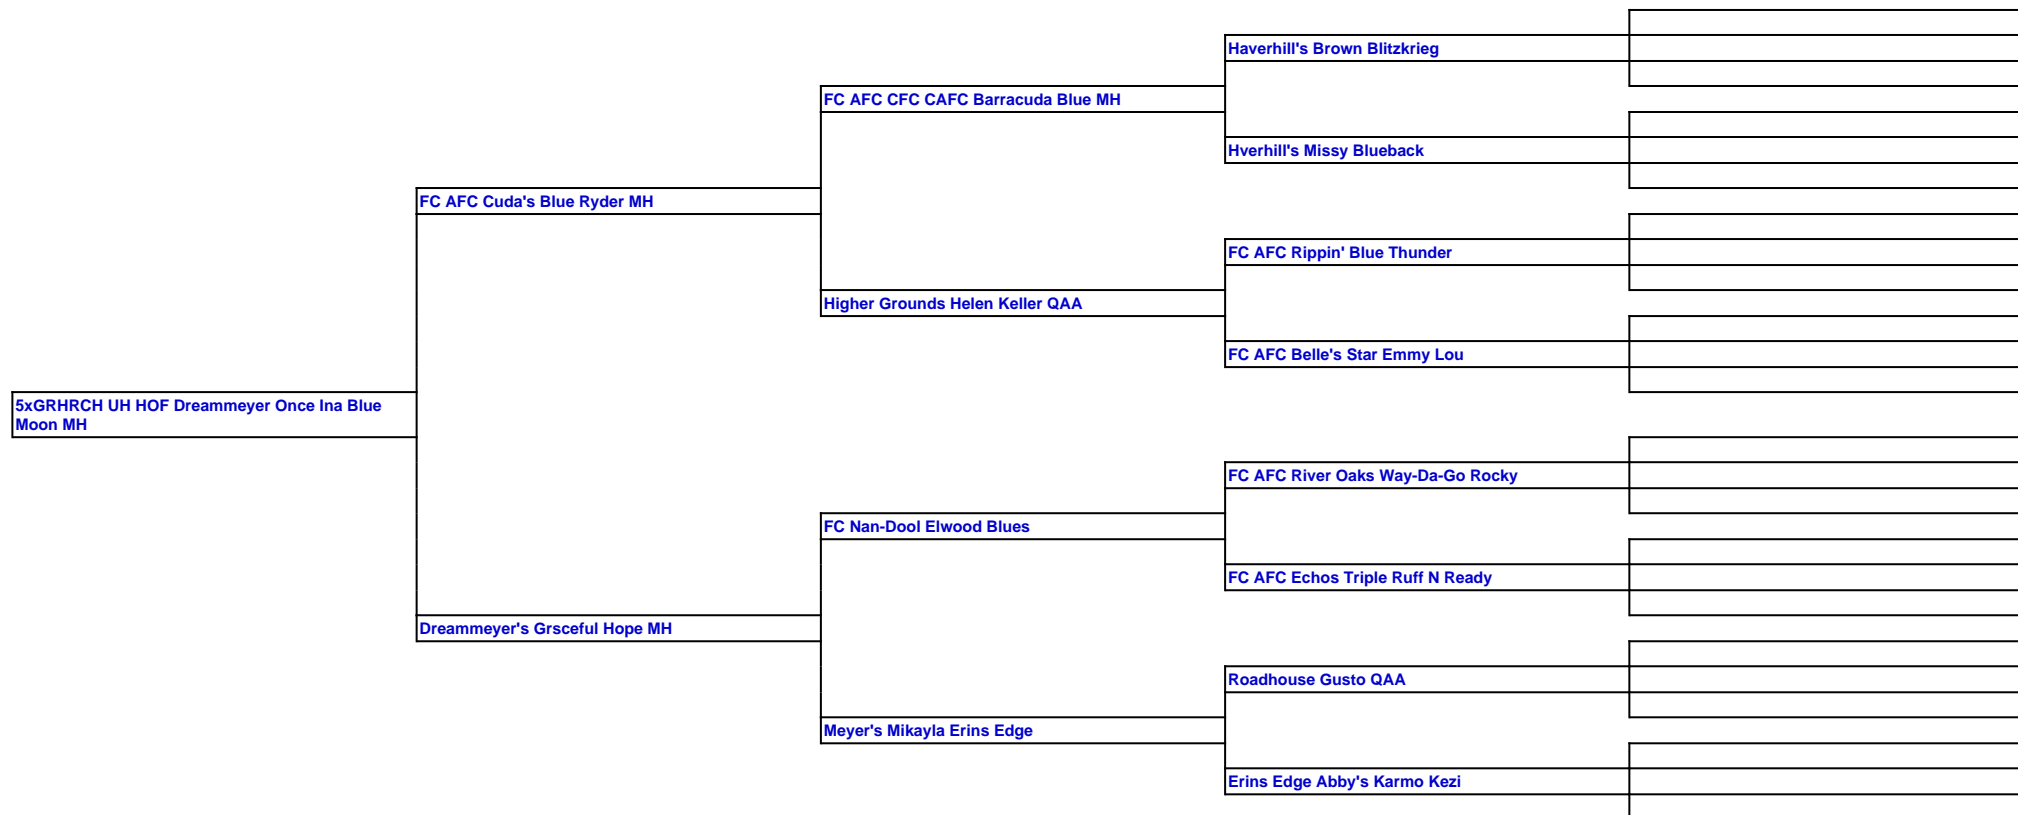 Haverhill's Brown Blitzkrieg
FC AFC CFC CAFC Barracuda Blue MH
Hverhill's Missy Blueback
FC AFC Cuda's Blue Ryder MH
FC AFC Rippin' Blue Thunder
Higher Grounds Helen Keller QAA
FC AFC Belle's Star Emmy Lou
5xGRHRCH UH HOF Dreammeyer Once Ina Blue
Moon MH
FC AFC River Oaks Way-Da-Go Rocky
FC Nan-Dool Elwood Blues
FC AFC Echos Triple Ruff N Ready
Dreammeyer's Grsceful Hope MH
Roadhouse Gusto QAA
Meyer's Mikayla Erins Edge
Erins Edge Abby's Karmo Kezi